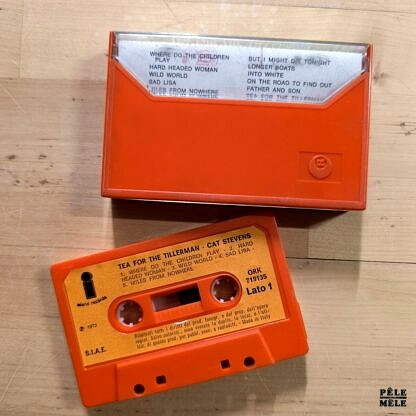 WHERE DO THE CHILDREN
PLAY
HARD HEADED WOMAN
WILD WORLD
SAD LISA
MILES FROM NOWHERE
BUT I MIGHT DIE TONIGHT
LONGER BOATS
INTO WHITE
ON THE ROAD TO FIND OUT
FATHER AND SON
TEA FOR THE TILLERMAN
TEA FOR THE TILLERMAN - CAT STEVENS
1. WHERE DO THE CHILDREN PLAY - 2. HARD
HEADED WOMAN - 3. WILD WORLD - 4. SAD LISA -
5. MILES FROM NOWHERE
i
island records
ORK
719135
Lato 1
1973
S.I.A.E.
Made in Italy
PÊLE
MÊLE